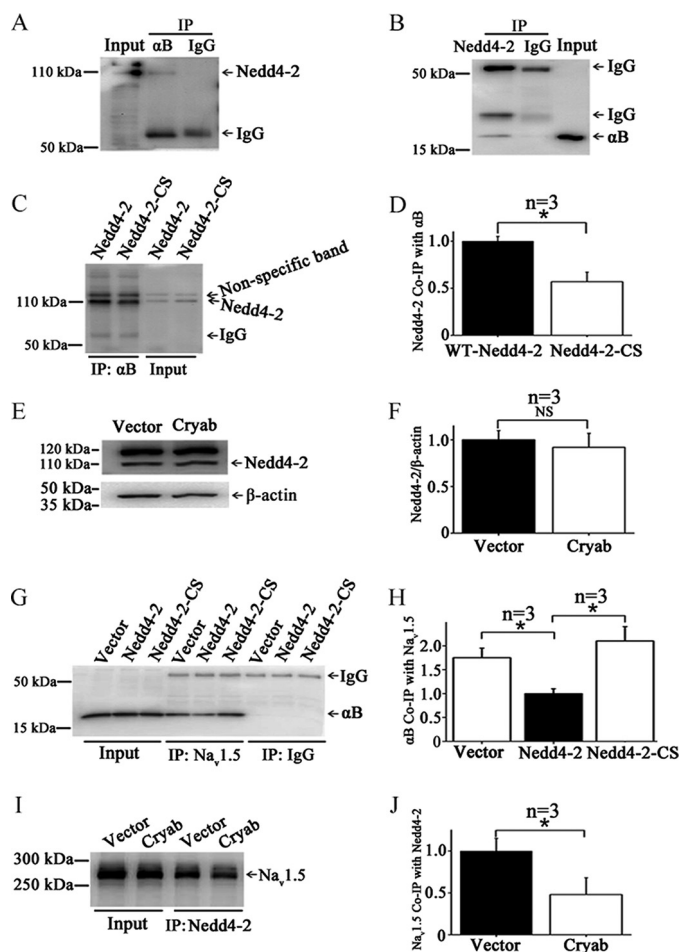 A
IP
Input αB IgG
110 kDa
Nedd4-2
IgG
50 kDa
B
IP
Nedd4-2 IgG Input
50 kDa
IgG
IgG
αB
15 kDa
C
Nedd4-2
Nedd4-2-CS
Nedd4-2
Nedd4-2-CS
Non-specific band
110 kDa
Nedd4-2
IgG
50 kDa
IP: αB Input
D
n=3
*
Nedd4-2 Co-IP with αB
1.0
0.5
0
WT-Nedd4-2 Nedd4-2-CS
E
Vector Cryab
120 kDa
110 kDa
Nedd4-2
50 kDa
35 kDa
β-actin
F
n=3
NS
Nedd4-2/β-actin
1.0
0.5
0
Vector Cryab
G
Vector
Nedd4-2
Nedd4-2-CS
Vector
Nedd4-2
Nedd4-2-CS
Vector
Nedd4-2
Nedd4-2-CS
50 kDa
IgG
αB
15 kDa
Input IP: Nav1.5 IP: IgG
H
n=3
*
n=3
*
αB Co-IP with Nav1.5
2.0
1.0
0.5
0
Vector Nedd4-2 Nedd4-2-CS
I
Vector
Cryab
Vector
Cryab
300 kDa
250 kDa
Nav1.5
Input IP:Nedd4-2
J
n=3
*
Nav1.5 Co-IP with Nedd4-2
1.0
0.5
0
Vector Cryab